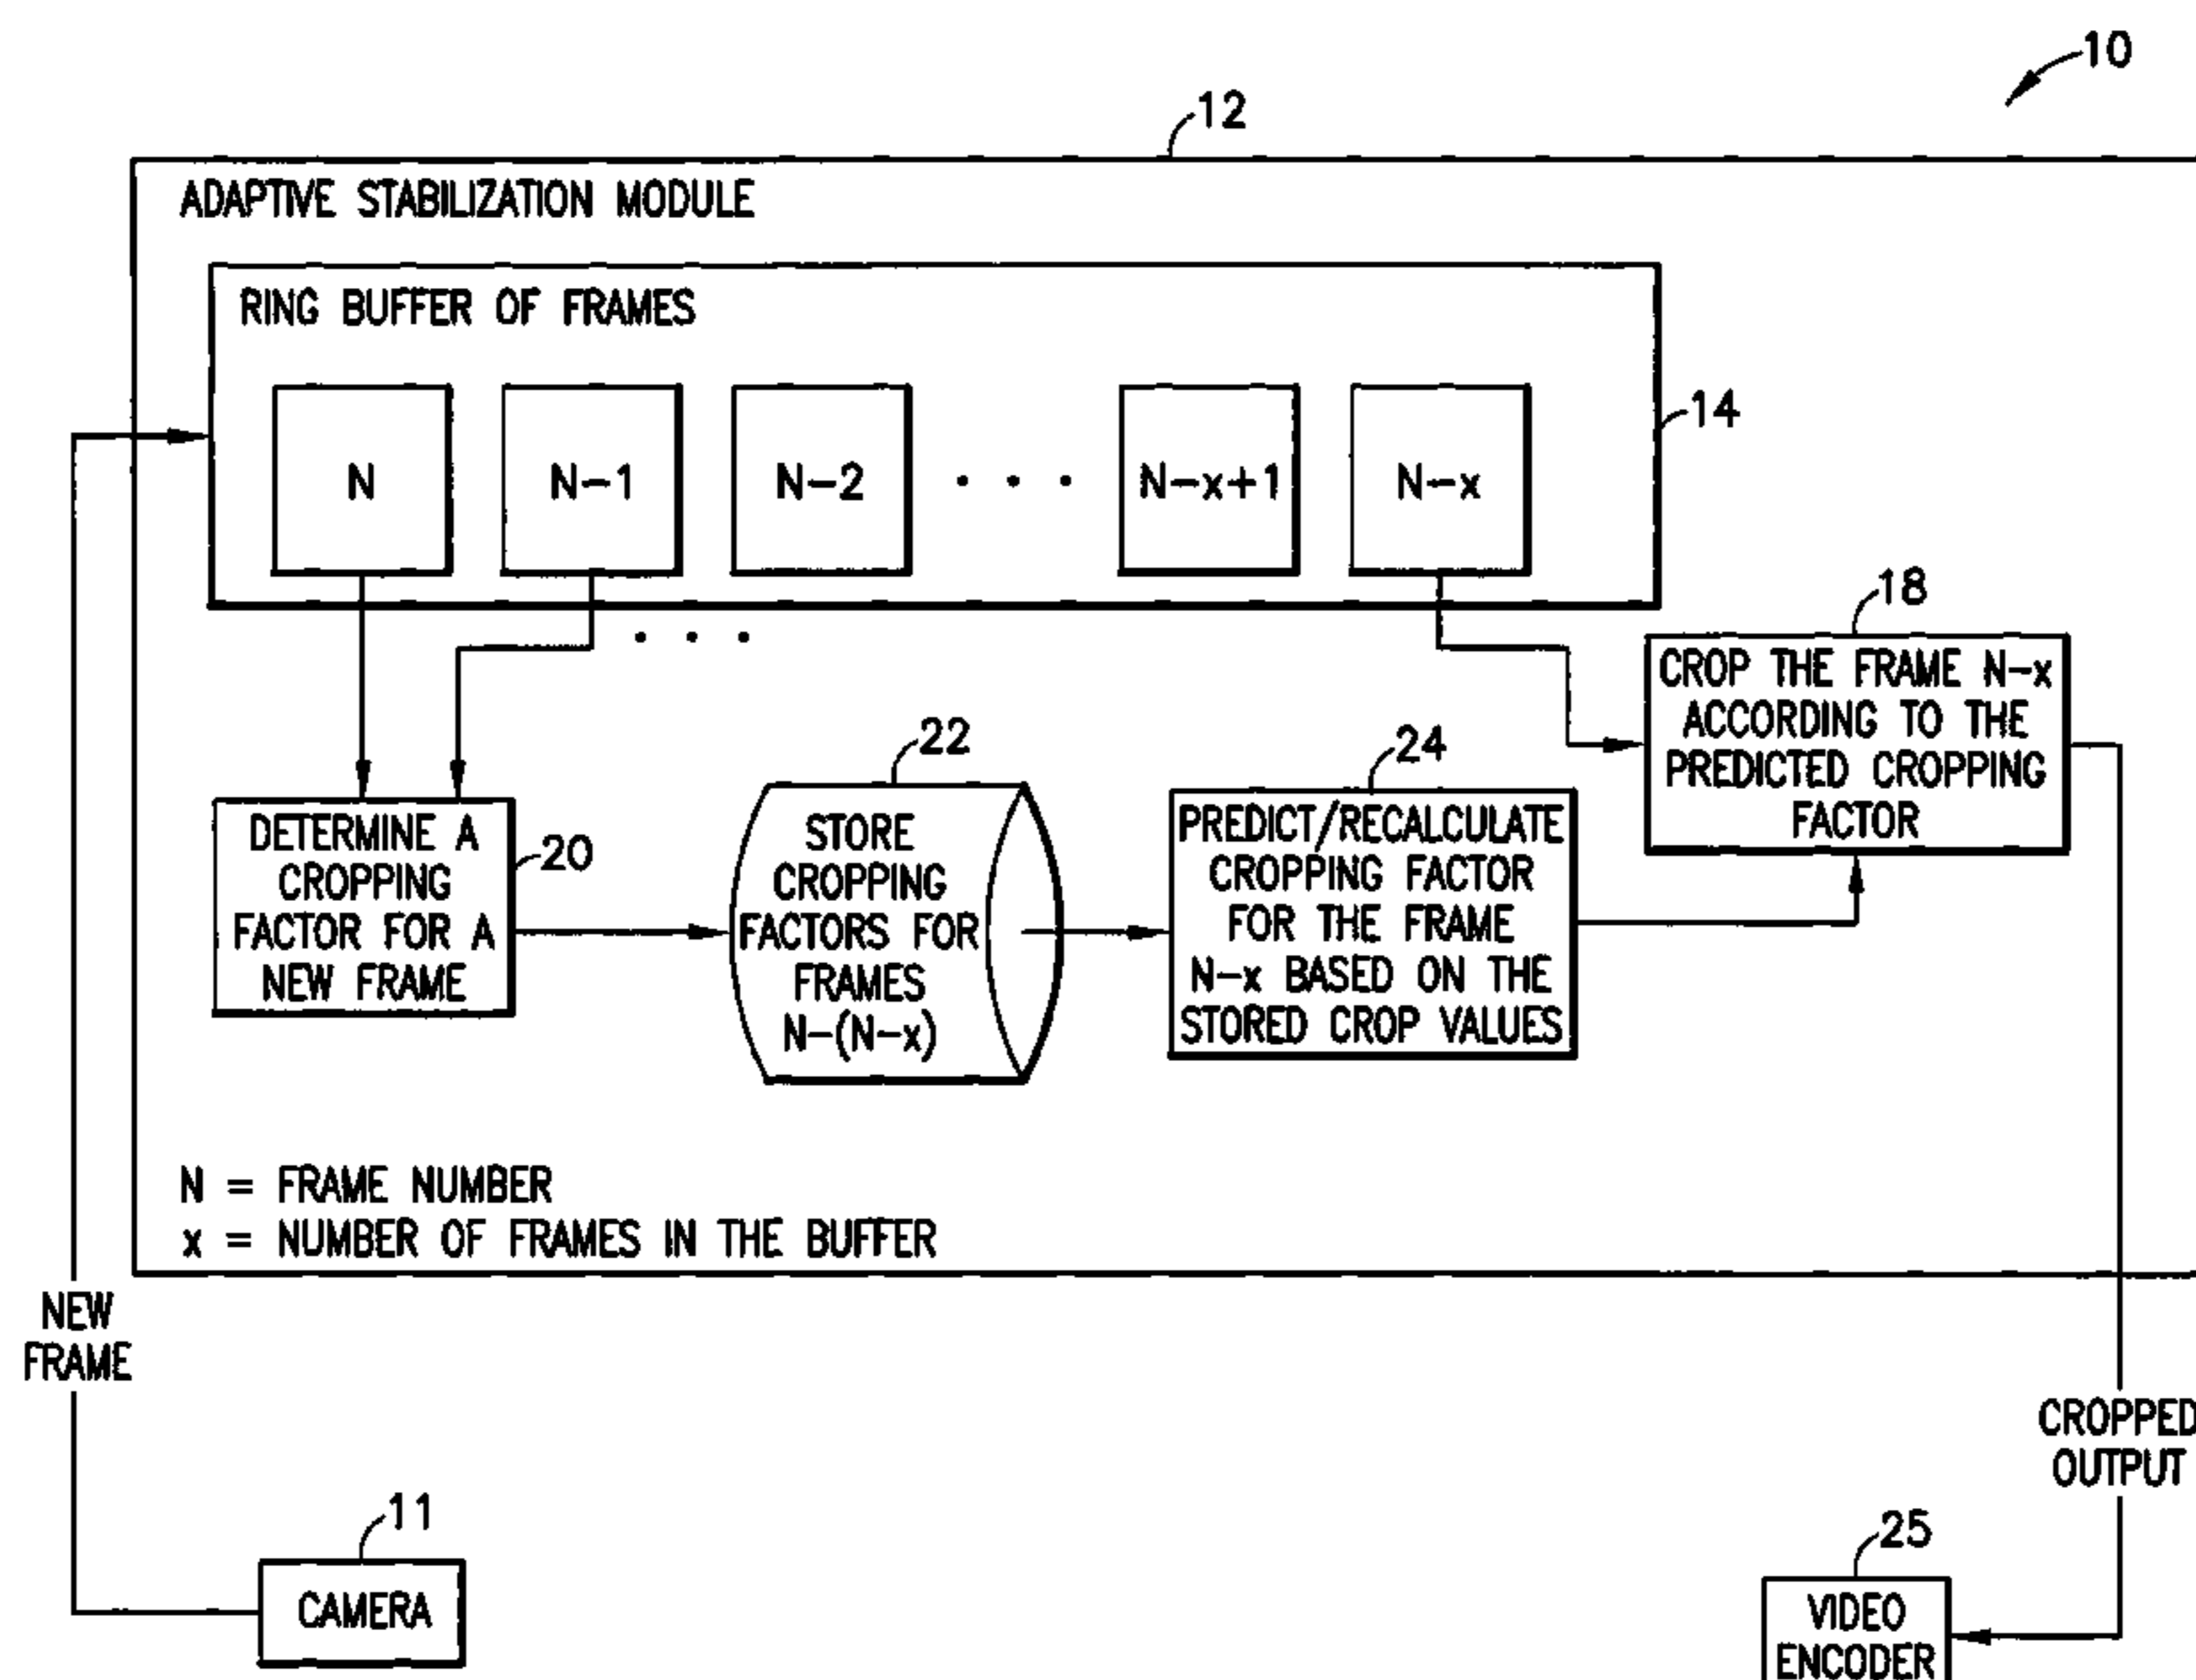 10
12
ADAPTIVE STABILIZATION MODULE
RING BUFFER OF FRAMES
14
N
N-1
N-2
. . .
N-x+1
N-x
. . .
18
CROP THE FRAME N-x
ACCORDING TO THE
PREDICTED CROPPING
FACTOR
20
DETERMINE A
CROPPING
FACTOR FOR A
NEW FRAME
22
STORE
CROPPING
FACTORS FOR
FRAMES
N-(N-x)
24
PREDICT/RECALCULATE
CROPPING FACTOR
FOR THE FRAME
N-x BASED ON THE
STORED CROP VALUES
N = FRAME NUMBER
x = NUMBER OF FRAMES IN THE BUFFER
NEW
FRAME
CROPPED
OUTPUT
11
CAMERA
25
VIDEO
ENCODER